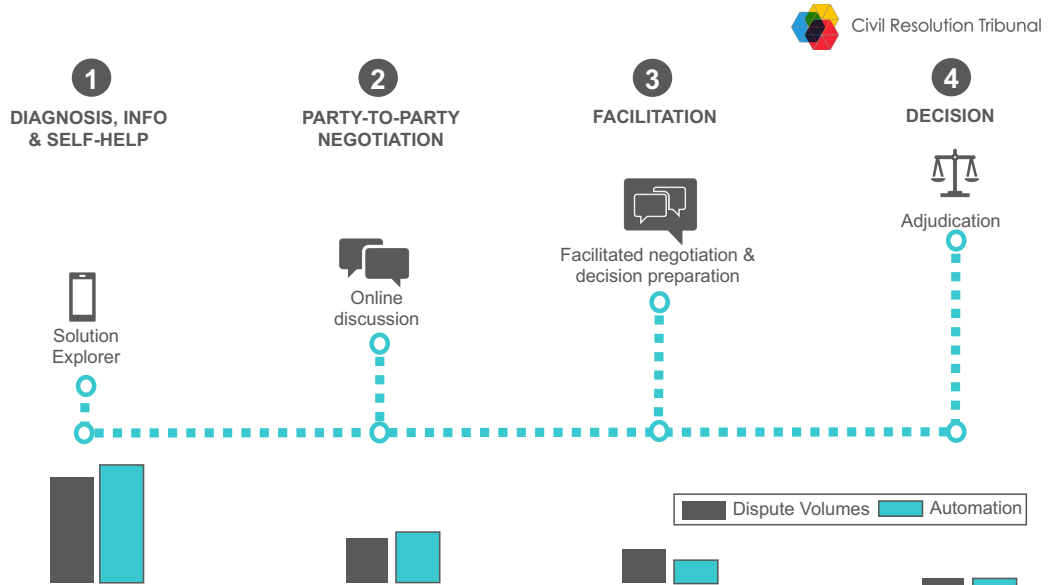 Civil Resolution Tribunal
1
DIAGNOSIS, INFO
& SELF-HELP
2
PARTY-TO-PARTY
NEGOTIATION
3
FACILITATION
4
DECISION
Solution
Explorer
Online
discussion
Facilitated negotiation &
decision preparation
Adjudication
Dispute Volumes
Automation